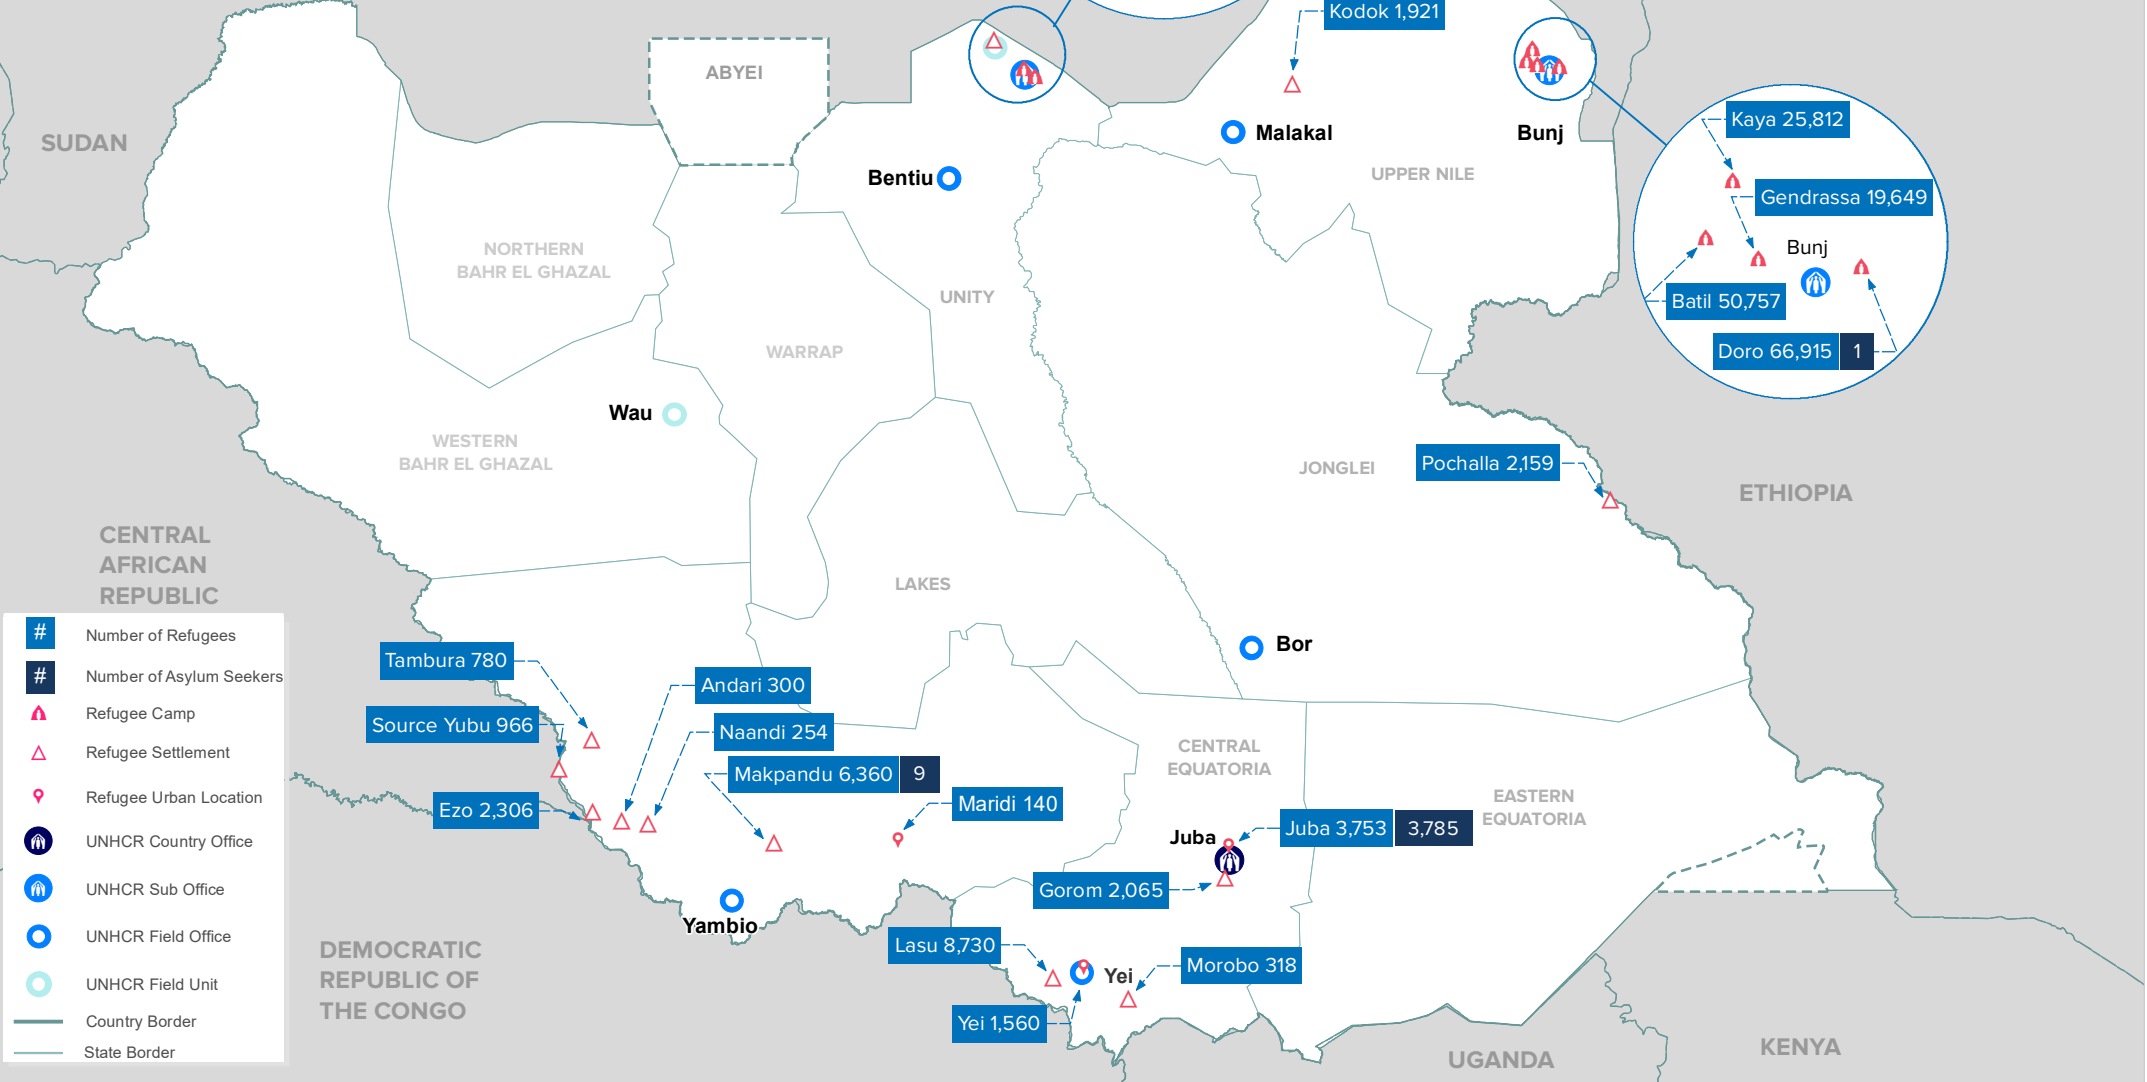 Kodok 1,921
ABYEI
SUDAN
Malakal
Bunj
Bentiu
UPPER NILE
Kaya 25,812
Gendrassa 19,649
Bunj
Batil 50,757
Doro 66,915 1
NORTHERN
BAHR EL GHAZAL
UNITY
WARRAP
Wau
WESTERN
BAHR EL GHAZAL
JONGLEI
Pochalla 2,159
ETHIOPIA
CENTRAL
AFRICAN
REPUBLIC
LAKES
Bor
Tambura 780
Andari 300
Source Yubu 966
Naandi 254
Makpandu 6,360 9
Maridi 140
Ezo 2,306
CENTRAL
EQUATORIA
EASTERN
EQUATORIA
Juba
Juba 3,753 3,785
Gorom 2,065
Yambio
Lasu 8,730
Yei
Morobo 318
Yei 1,560
DEMOCRATIC
REPUBLIC OF
THE CONGO
UGANDA
KENYA
# Number of Refugees
# Number of Asylum Seekers
Refugee Camp
Refugee Settlement
Refugee Urban Location
UNHCR Country Office
UNHCR Sub Office
UNHCR Field Office
UNHCR Field Unit
Country Border
State Border